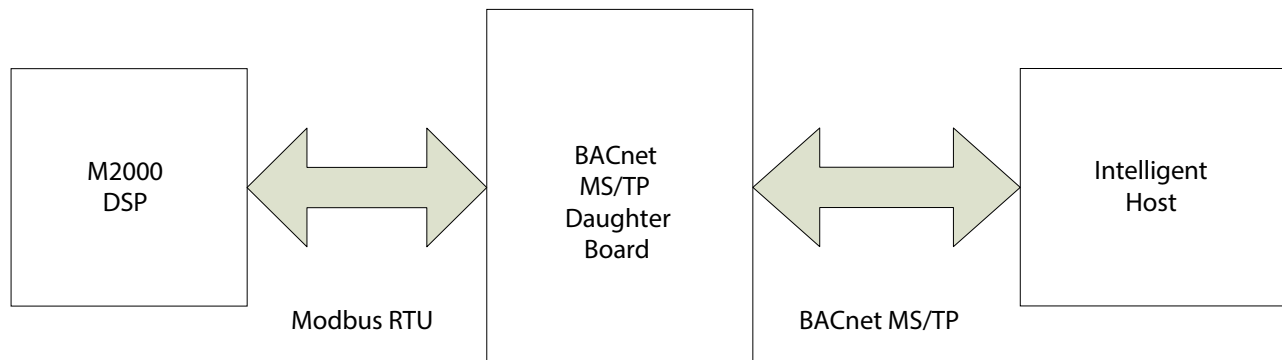 M2000
DSP
Modbus RTU
BACnet
MS/TP
Daughter
Board
BACnet MS/TP
Intelligent
Host